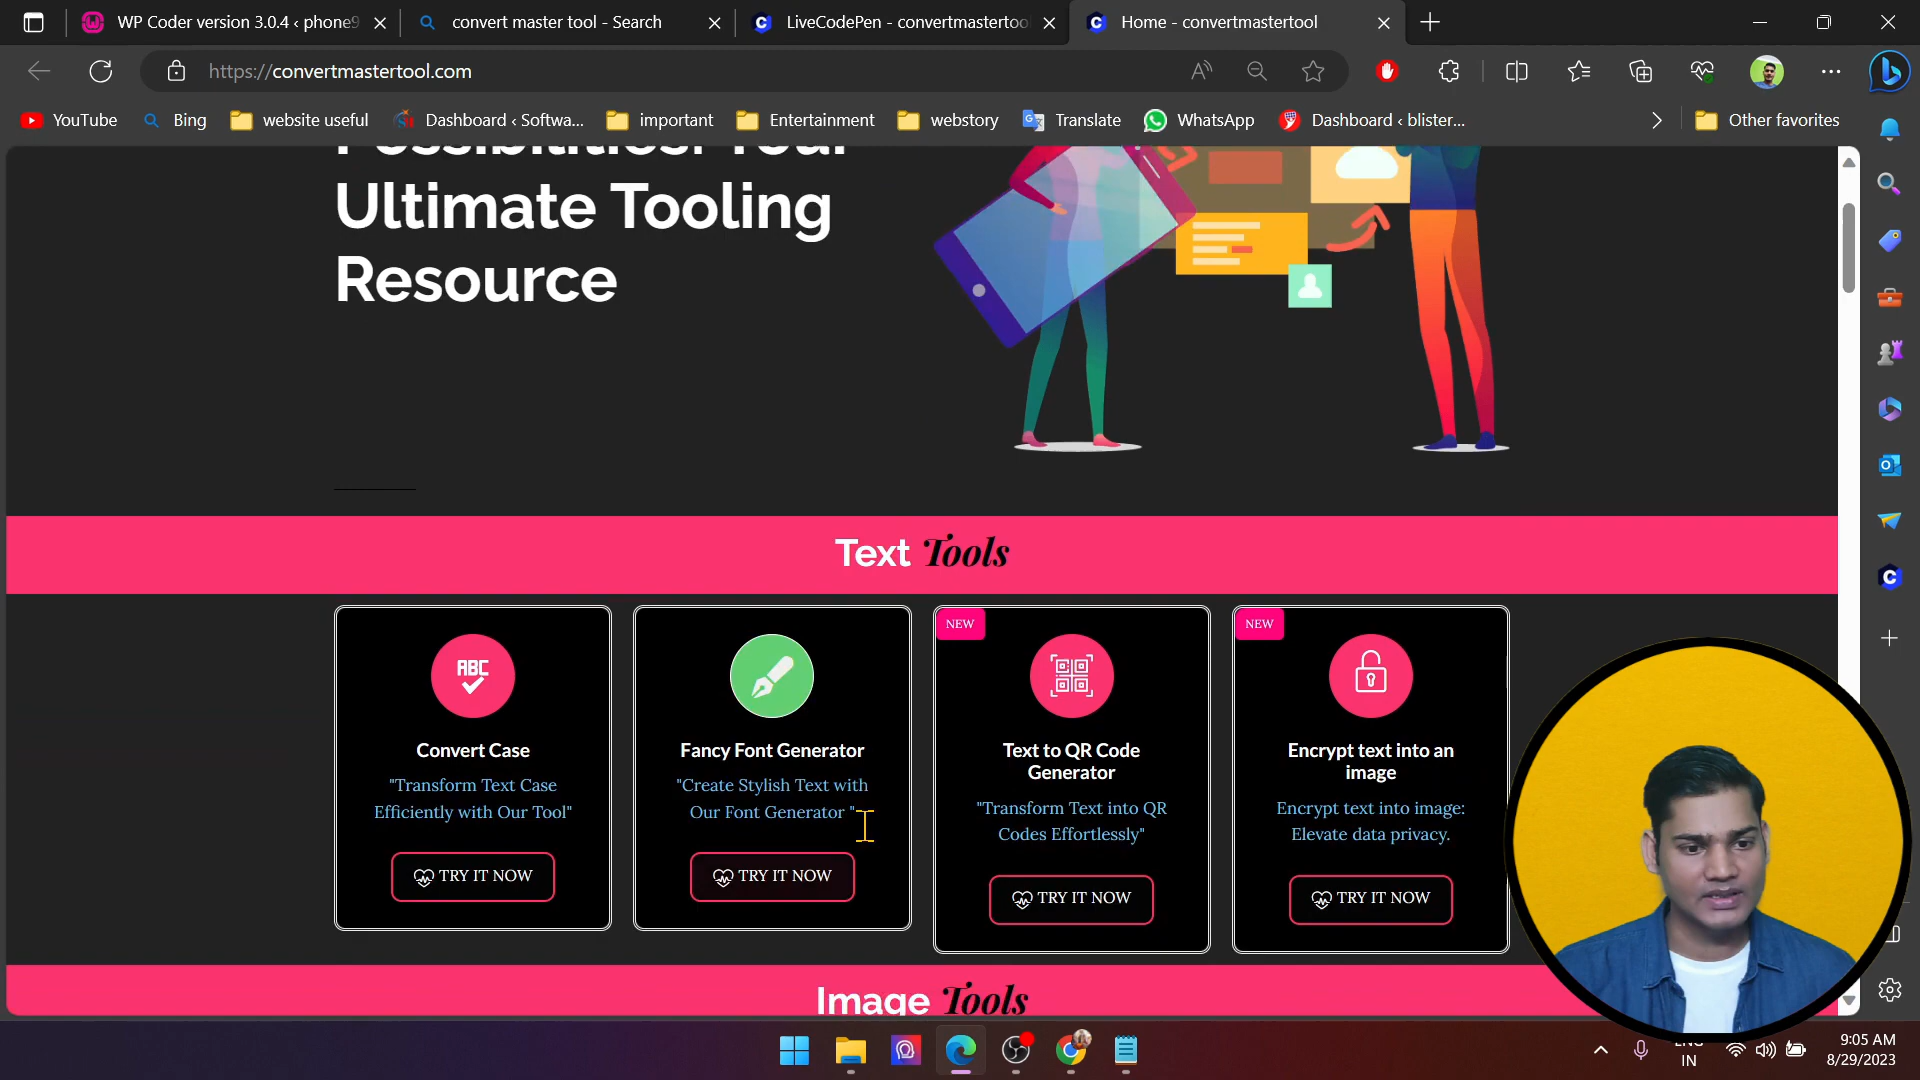 WP Coder version 3.0.4 ‹ phone9
convert master tool - Search
LiveCodePen - convertmastertoo
Home - convertmastertool
https://convertmastertool.com
YouTube
Bing
website useful
Dashboard ‹ Softwa...
important
Entertainment
webstory
Translate
WhatsApp
Dashboard ‹ blister...
Other favorites
Possibilities: Your
Ultimate Tooling
Resource
Text Tools
ABC
Convert Case
"Transform Text Case
Efficiently with Our Tool"
TRY IT NOW
Fancy Font Generator
"Create Stylish Text with
Our Font Generator "
TRY IT NOW
NEW
Text to QR Code
Generator
"Transform Text into QR
Codes Effortlessly"
TRY IT NOW
NEW
Encrypt text into an
image
Encrypt text into image:
Elevate data privacy.
TRY IT NOW
Image Tools
ENG
IN
9:05 AM
8/29/2023